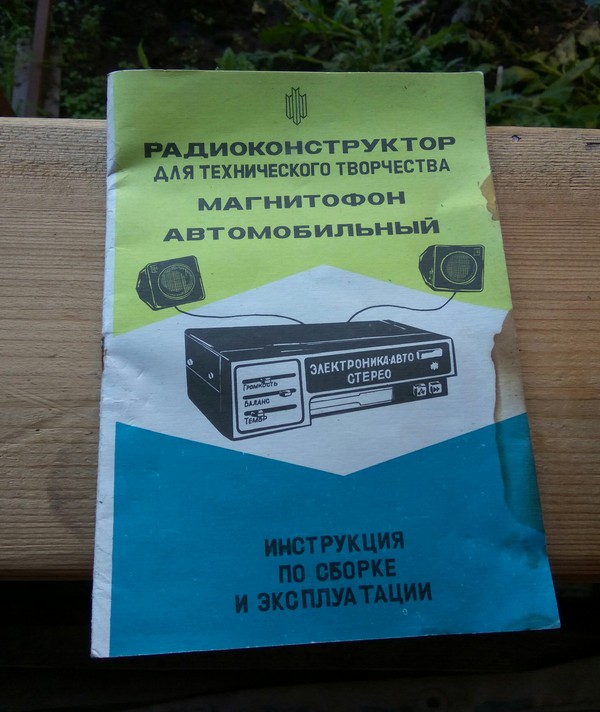 РАДИОКОНСТРУКТОР
ДЛЯ ТЕХНИЧЕСКОГО ТВОРЧЕСТВА
МАГНИТОФОН
АВТОМОБИЛЬНЫЙ
ЭЛЕКТРОНИКА-АВТО
СТЕРЕО
ГРОМКОСТЬ
БАЛАНС
ТЕМБР
ИНСТРУКЦИЯ
ПО СБОРКЕ
И ЭКСПЛУАТАЦИИ